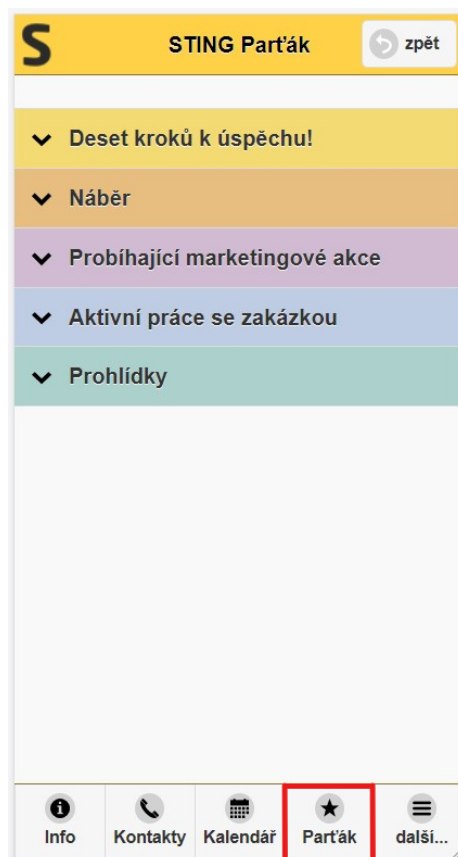 S STING Parťák zpět
Deset kroků k úspěchu!
Náběr
Probíhající marketingové akce
Aktivní práce se zakázkou
Prohlídky
Info Kontakty Kalendář Parťák další...